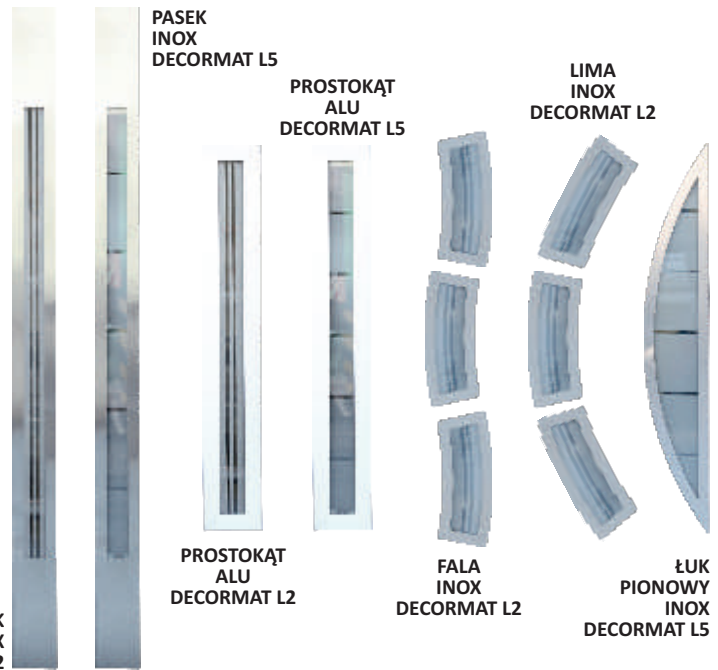 PASEK
INOX
DECORMAT L5
PROSTOKĄT
ALU
DECORMAT L5
LIMA
INOX
DECORMAT L2
PROSTOKĄT
ALU
DECORMAT L2
FALA
INOX
DECORMAT L2
ŁUK
PIONOWY
INOX
DECORMAT L5